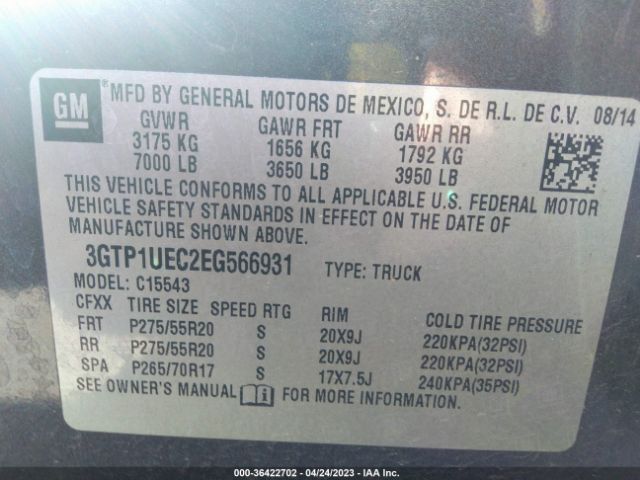 GM ® MFD BY GENERAL MOTORS DE MEXICO, S. DE R.L. DE C.V. 08/14
GVWR GAWR FRT GAWR RR
3175 KG 1656 KG 1792 KG
7000 LB 3650 LB 3950 LB
THIS VEHICLE CONFORMS TO ALL APPLICABLE U.S. FEDERAL MOTOR
VEHICLE SAFETY STANDARDS IN EFFECT ON THE DATE OF
MANUFACTURE SHOWN ABOVE.
3GTP1UEC2EG566931 TYPE: TRUCK
MODEL: C15543
CFXX TIRE SIZE SPEED RTG RIM COLD TIRE PRESSURE
FRT P275/55R20 S 20X9J 220KPA(32PSI)
RR P275/55R20 S 20X9J 220KPA(32PSI)
SPA P265/70R17 S 17X7.5J 240KPA(35PSI)
SEE OWNER'S MANUAL FOR MORE INFORMATION.
000-36422702 - 04/24/2023 - IAA Inc.